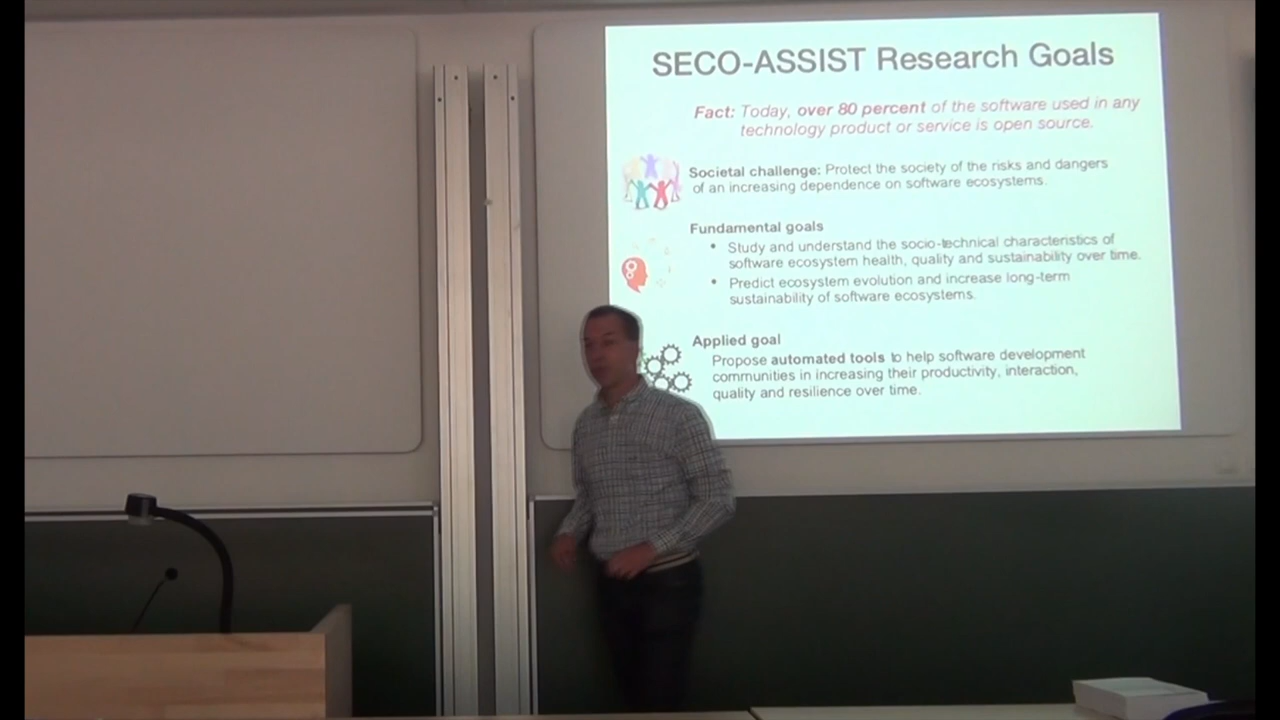 SECO-ASSIST Research Goals
Fact: Today, over 80 percent of the software used in any
technology product or service is open source.
Societal challenge: Protect the society of the risks and dangers
of an increasing dependence on software ecosystems.
Fundamental goals
• Study and understand the socio-technical characteristics of
software ecosystem health, quality and sustainability over time.
• Predict ecosystem evolution and increase long-term
sustainability of software ecosystems.
Applied goal
Propose automated tools to help software development
communities in increasing their productivity, interaction,
quality and resilience over time.